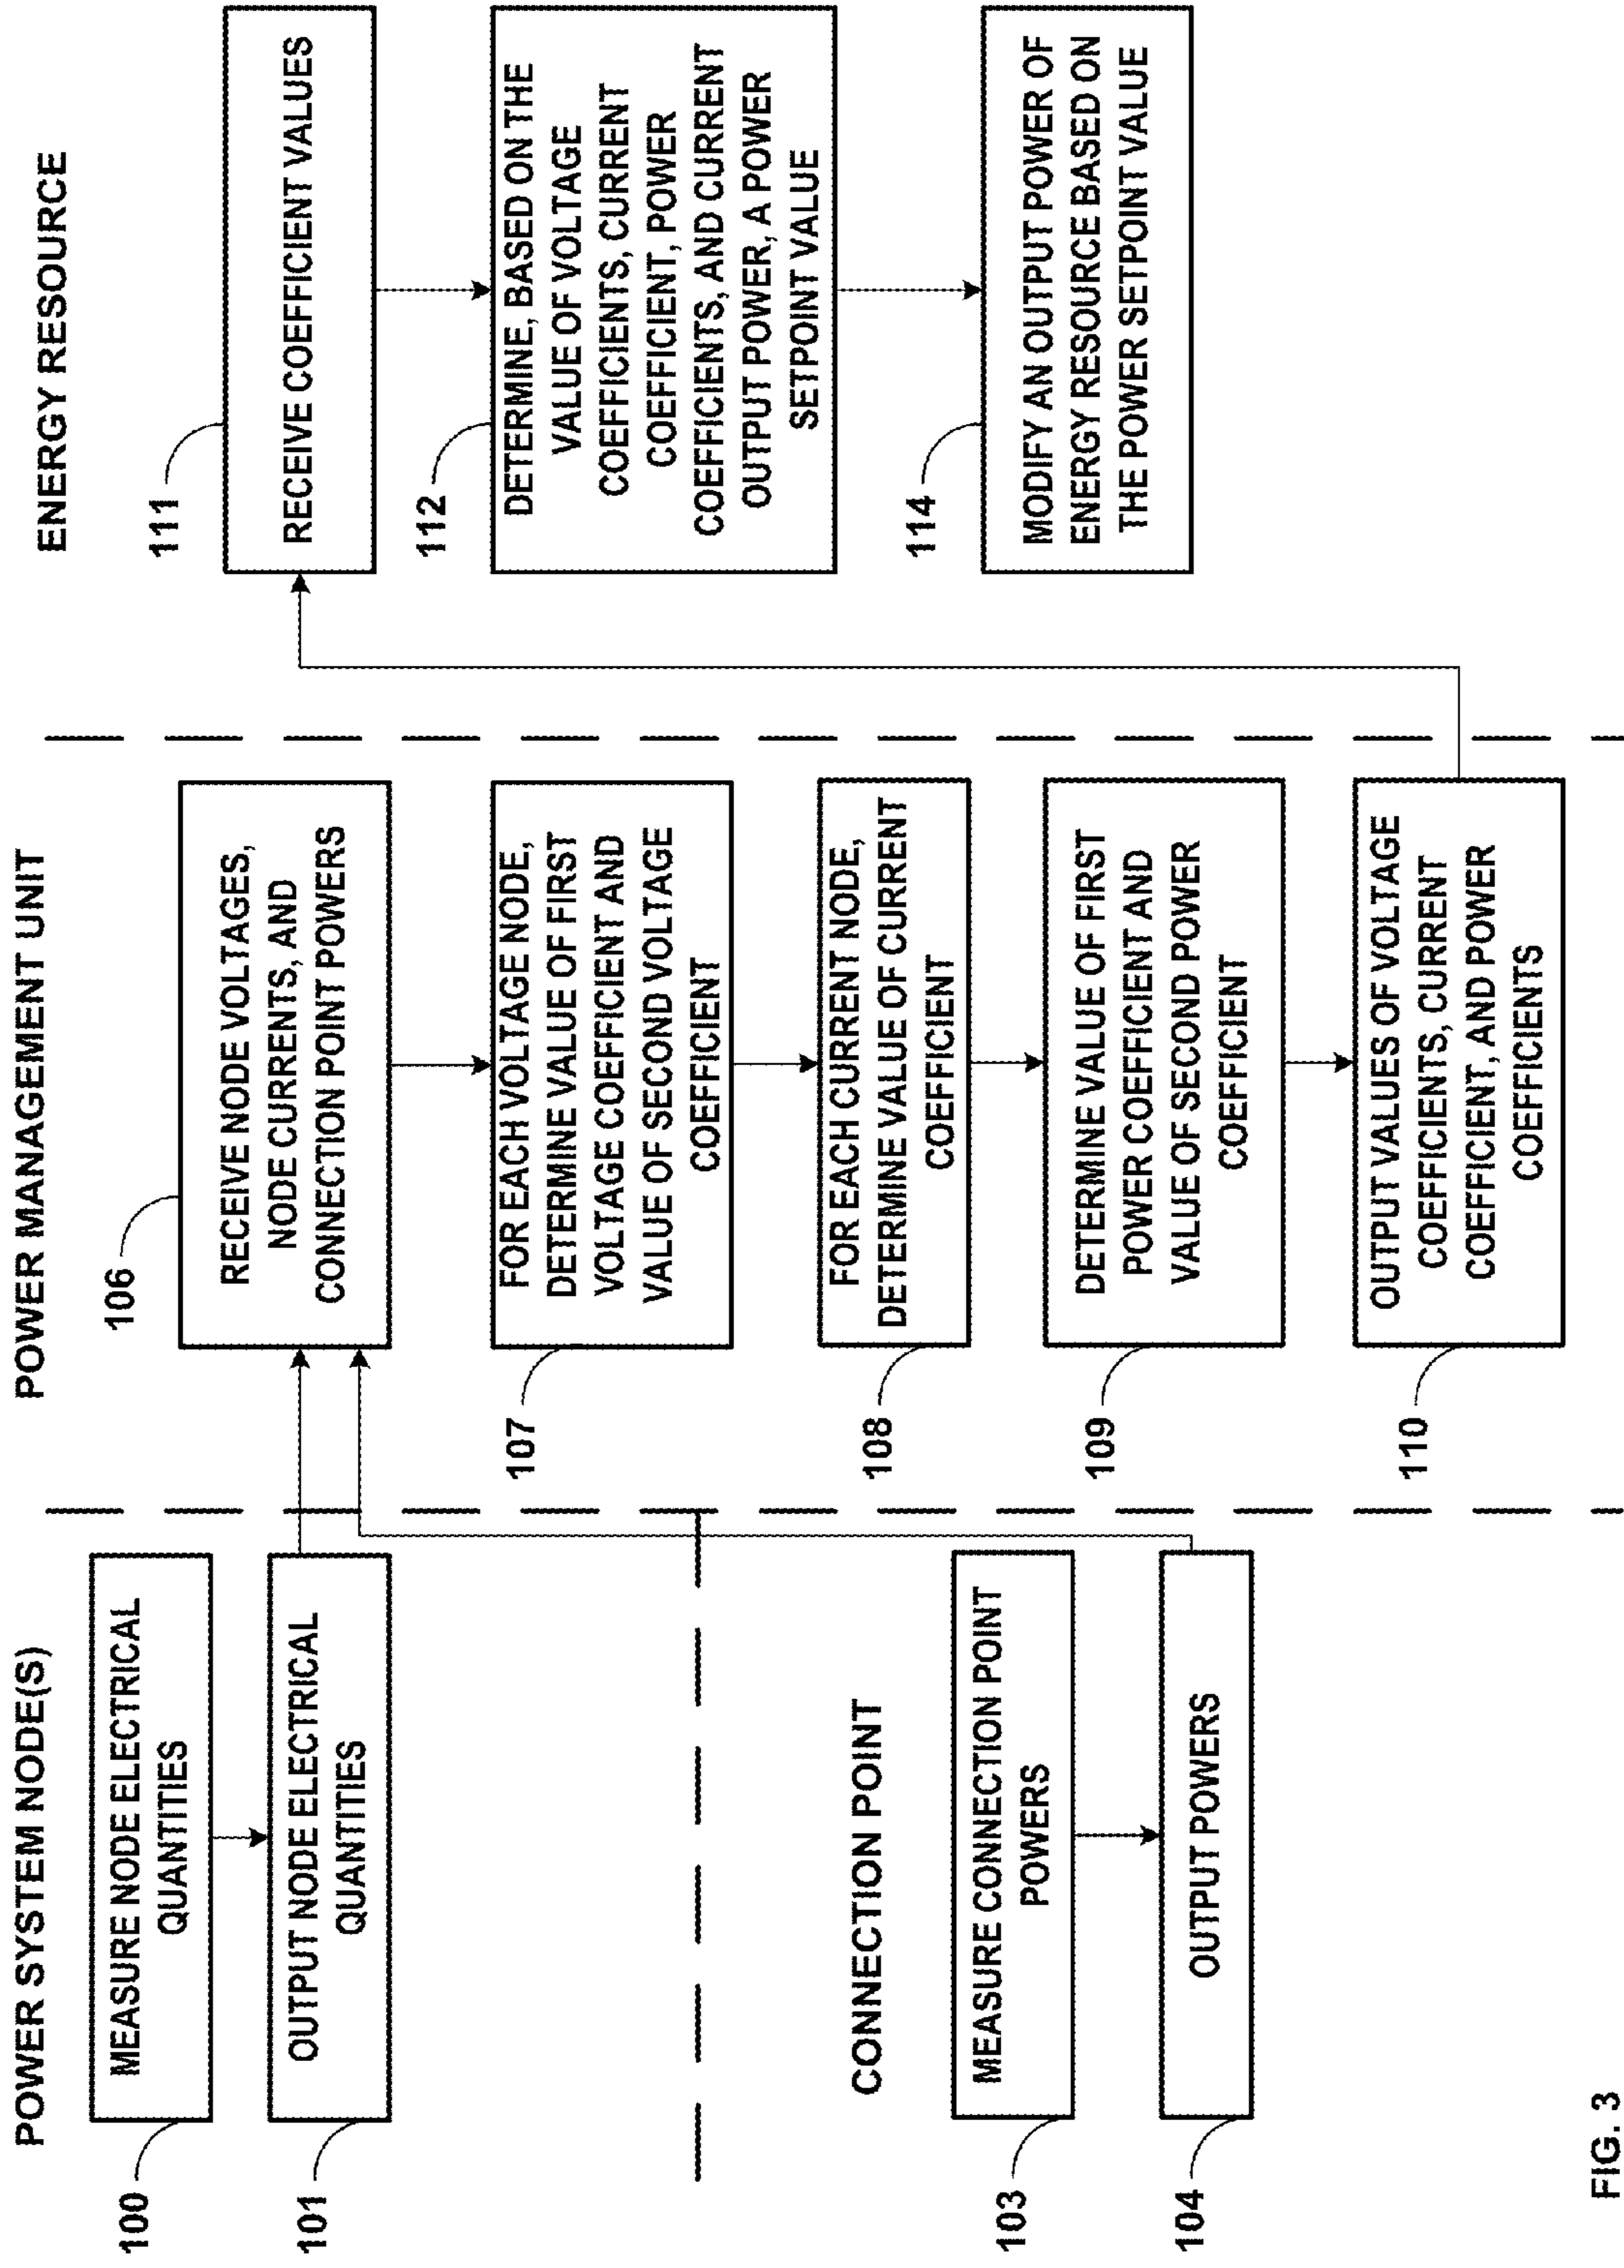 POWER SYSTEM NODE(S)
100
MEASURE NODE ELECTRICAL
QUANTITIES
101
OUTPUT NODE ELECTRICAL
QUANTITIES
CONNECTION POINT
103
MEASURE CONNECTION POINT
POWERS
104
OUTPUT POWERS
POWER MANAGEMENT UNIT
106
RECEIVE NODE VOLTAGES,
NODE CURRENTS, AND
CONNECTION POINT POWERS
107
FOR EACH VOLTAGE NODE,
DETERMINE VALUE OF FIRST
VOLTAGE COEFFICIENT AND
VALUE OF SECOND VOLTAGE
COEFFICIENT
108
FOR EACH CURRENT NODE,
DETERMINE VALUE OF CURRENT
COEFFICIENT
109
DETERMINE VALUE OF FIRST
POWER COEFFICIENT AND
VALUE OF SECOND POWER
COEFFICIENT
110
OUTPUT VALUES OF VOLTAGE
COEFFICIENTS, CURRENT
COEFFICIENT, AND POWER
COEFFICIENTS
ENERGY RESOURCE
111
RECEIVE COEFFICIENT VALUES
112
DETERMINE, BASED ON THE
VALUE OF VOLTAGE
COEFFICIENTS, CURRENT
COEFFICIENT, POWER
COEFFICIENTS, AND CURRENT
OUTPUT POWER, A POWER
SETPOINT VALUE
114
MODIFY AN OUTPUT POWER OF
ENERGY RESOURCE BASED ON
THE POWER SETPOINT VALUE
FIG. 3